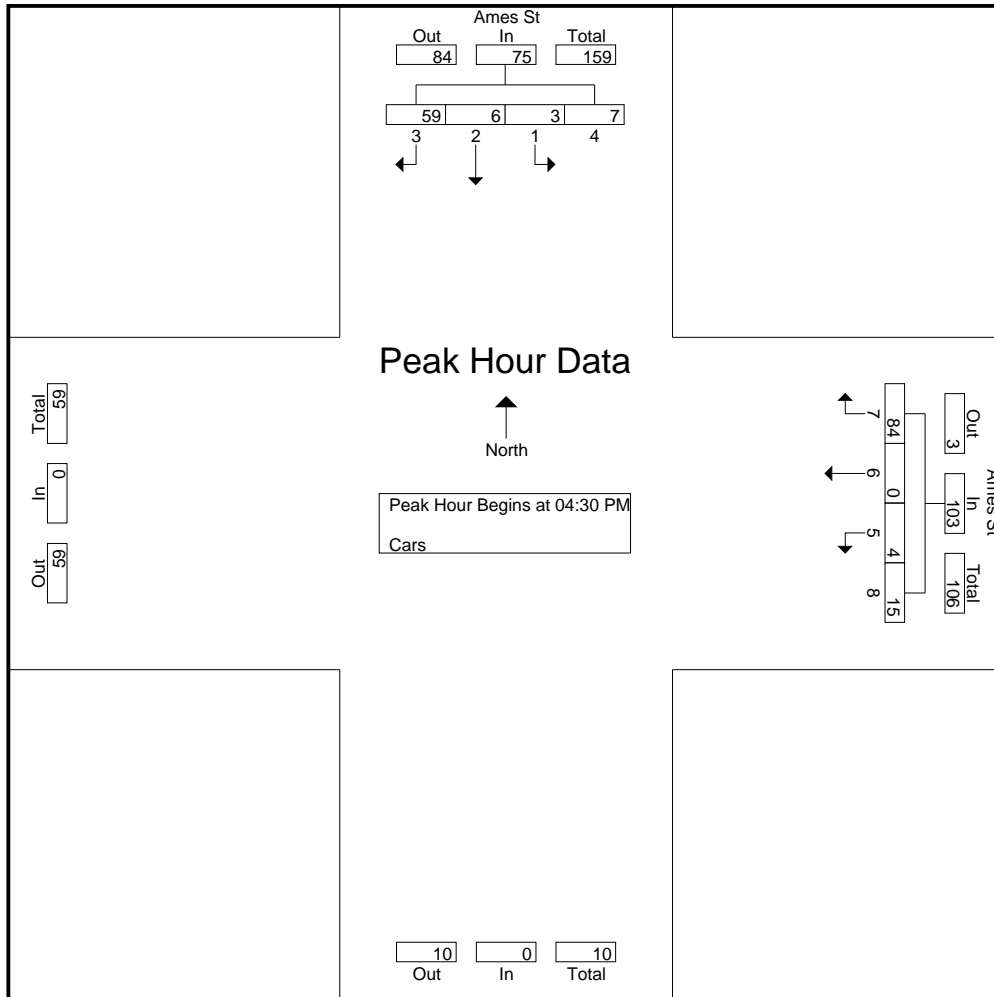 Ames St
Out In Total
84 75 159
59 6 3 7
3 2 1 4
Peak Hour Data
North
Peak Hour Begins at 04:30 PM
Cars
Total In Out
59 0 59
Ames St
Out In Total
3 103 106
84 0 4 15
7 6 5 8
10 0 10
Out In Total